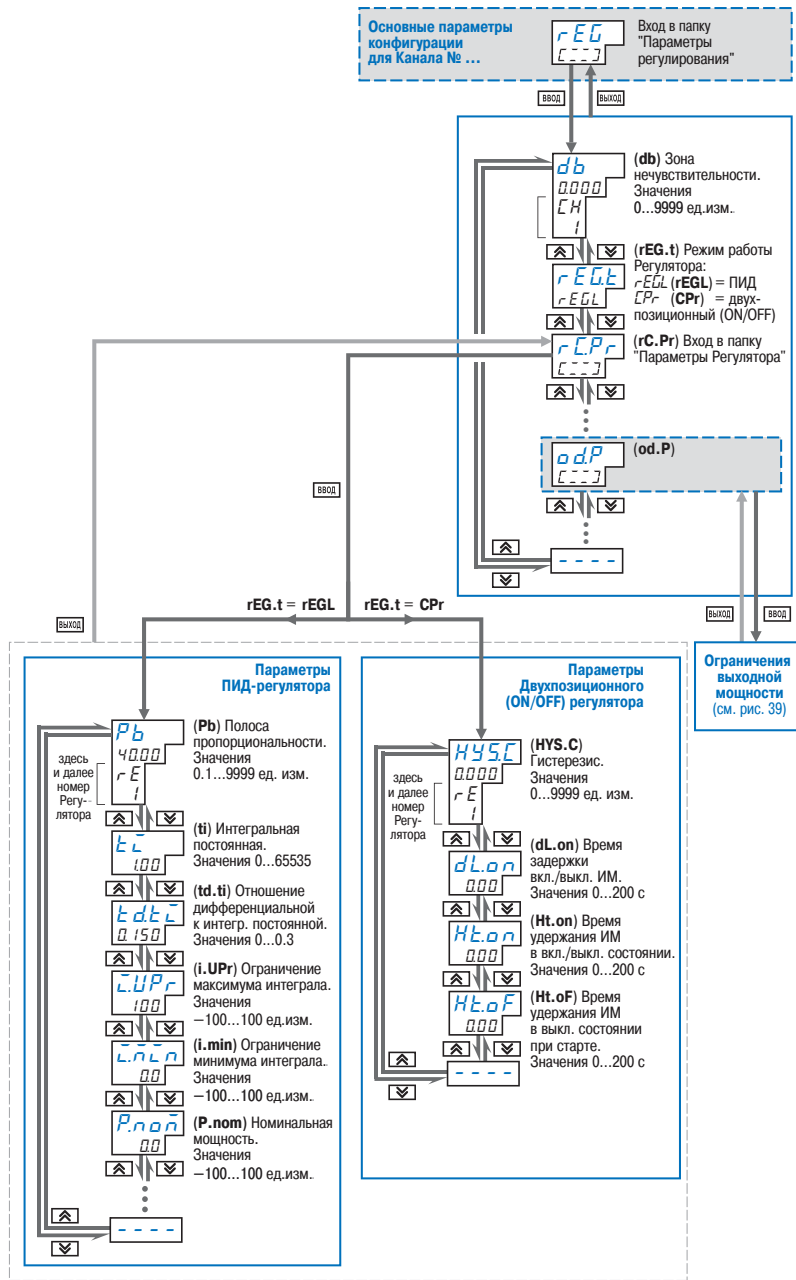 Основные параметры
конфигурации
для Канала № ...
rEG
[---]
Вход в папку
"Параметры
регулирования"
ВВОД
ВЫХОД
db
0.000
CH
1
(db) Зона
нечувствительности.
Значения
0...9999 ед.изм.
rEG.t
rEGL
(rEG.t) Режим работы
Регулятора:
rEGL (rEGL) = ПИД
CPr (CPr) = двух-
позиционный (ON/OFF)
rC.Pr
[---]
(rC.Pr) Вход в папку
"Параметры Регулятора"
od.P
[---]
(od.P)
----
ВВОД
ВЫХОД
rEG.t = rEGL
rEG.t = CPr
ВЫХОД
ВВОД
Ограничения
выходной
мощности
(см. рис. 39)
Параметры
ПИД-регулятора
Pb
40.00
rE
1
здесь
и далее
номер
Регу-
лятора
(Pb) Полоса
пропорциональности.
Значения
0.1...9999 ед. изм.
ti
1.00
(ti) Интегральная
постоянная.
Значения 0...65535
td.ti
0.150
(td.ti) Отношение
дифференциальной
к интегр. постоянной.
Значения 0...0.3
i.UPr
100
(i.UPr) Ограничение
максимума интеграла.
Значения
−100...100 ед.изм.
i.min
0.0
(i.min) Ограничение
минимума интеграла.
Значения
−100...100 ед.изм.
P.nom
0.0
(P.nom) Номинальная
мощность.
Значения
−100...100 ед.изм.
----
Параметры
Двухпозиционного
(ON/OFF) регулятора
HYS.C
0.000
rE
1
здесь
и далее
номер
Регу-
лятора
(HYS.C)
Гистерезис.
Значения
0...9999 ед. изм.
dL.on
0.00
(dL.on) Время
задержки
вкл./выкл. ИМ.
Значения 0...200 с
Ht.on
0.00
(Ht.on) Время
удержания ИМ
в вкл./выкл. состоянии.
Значения 0...200 с
Ht.oF
0.00
(Ht.oF) Время
удержания ИМ
в выкл. состоянии
при старте.
Значения 0...200 с
----